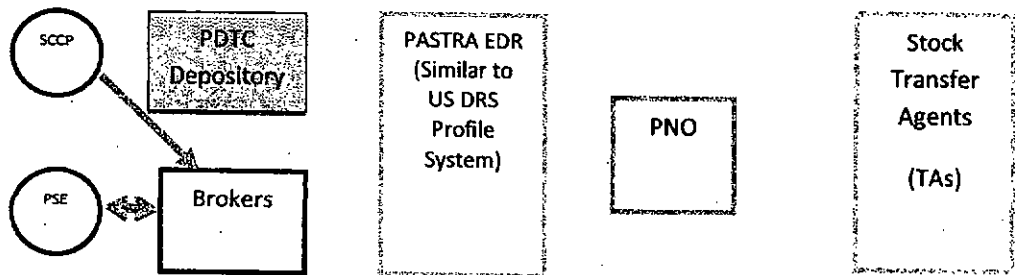 SCCP
PDTC
Depository
PASTRA EDR
(Similar to
US DRS
Profile
System)
PNO
Stock
Transfer
Agents
(TAs)
PSE
Brokers